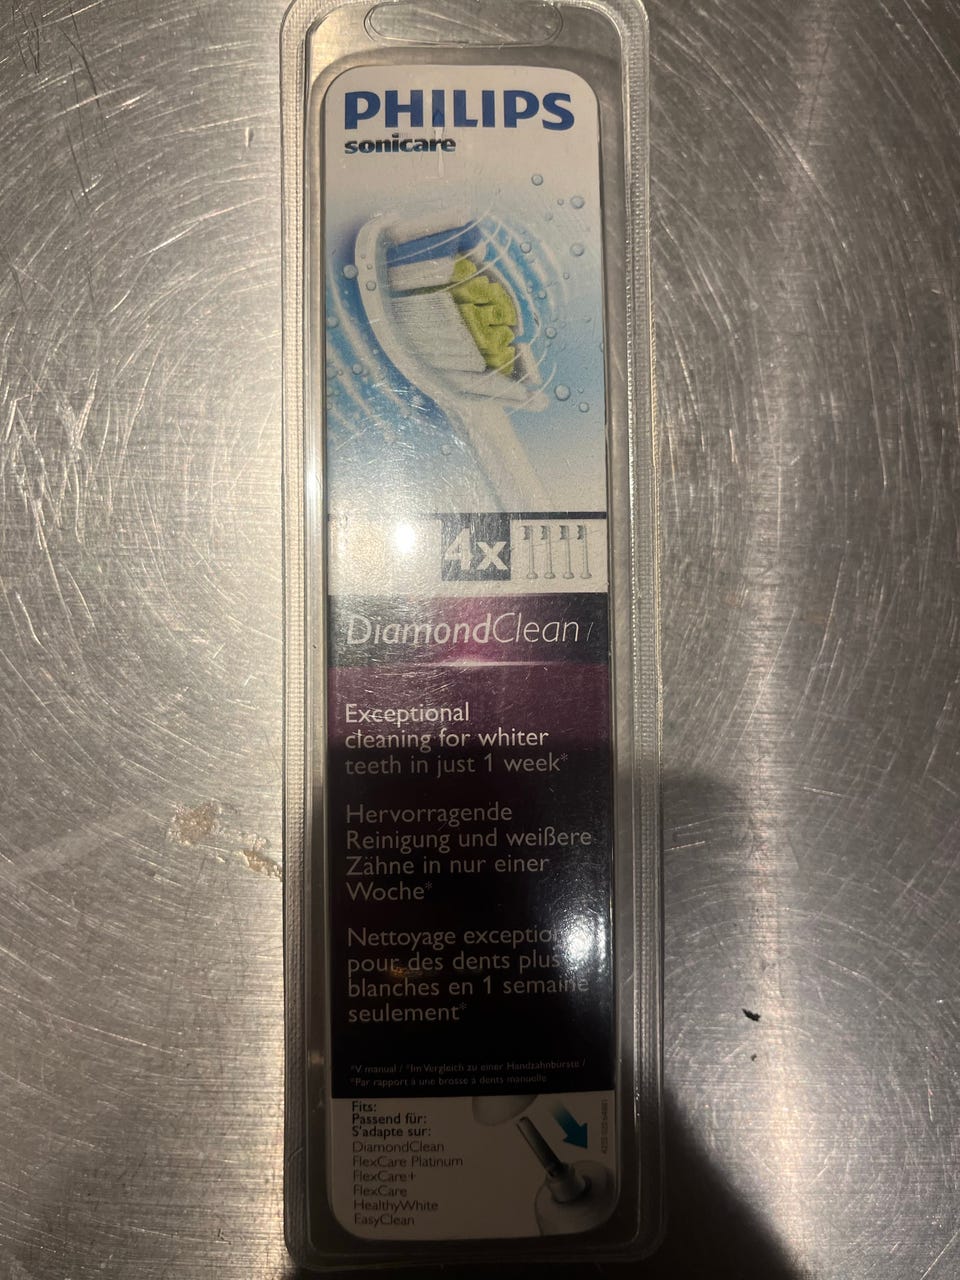 PHILIPS
sonicare
4x
DiamondClean
Exceptional
cleaning for whiter
teeth in just 1 week*
Hervorragende
Reinigung und weißere
Zähne in nur einer
Woche*
Nettoyage
pour des dents plus
blanches en 1 semaine
seulement*
*V manual / *Im Vergleich zu einer Handzahnbürste /
*Par rapport à une brosse à dents manuelle
Fits:
Passend für:
S'adapte sur:
DiamondClean
FlexCare Platinum
FlexCare+
FlexCare
HealthyWhite
EasyClean